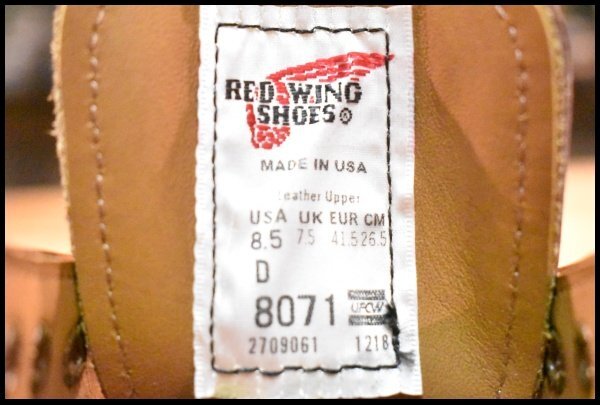 RED WING
SHOES®
MADE IN USA
Leather Upper
USA UK EUR CM
8.5 7.5 41.5 26.5
D
8071 UFCW
2709061 1218